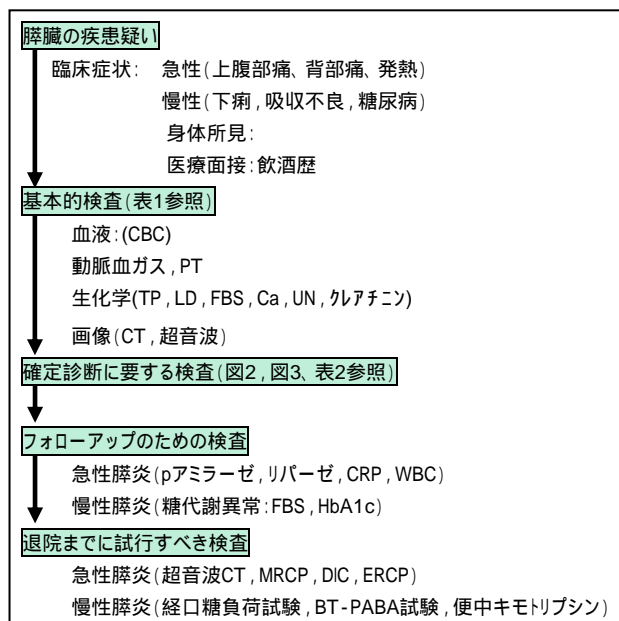 膵臓の疾患疑い
臨床症状: 急性(上腹部痛、背部痛、発熱)
慢性(下痢,吸収不良,糖尿病)
身体所見:
医療面接:飲酒歴
基本的検査(表1参照)
血液:(CBC)
動脈血ガス,PT
生化学(TP,LD,FBS,Ca,UN,クレアチニン)
画像(CT,超音波)
確定診断に要する検査(図2,図3、表2参照)
フォローアップのための検査
急性膵炎(pアミラーゼ,リパーゼ,CRP,WBC)
慢性膵炎(糖代謝異常:FBS,HbA1c)
退院までに試行すべき検査
急性膵炎(超音波CT,MRCP,DIC,ERCP)
慢性膵炎(経口糖負荷試験,BT-PABA試験,便中キモトリプシン)